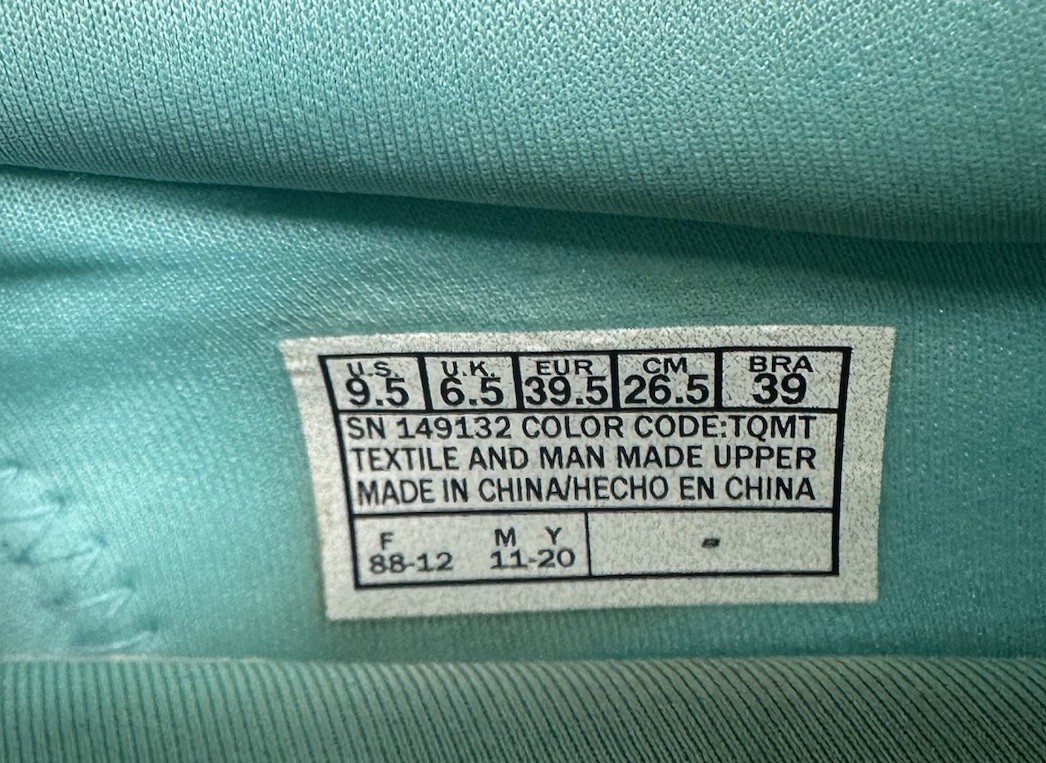 U.S. U.K. EUR CM BRA
9.5 6.5 39.5 26.5 39
SN 149132 COLOR CODE:TQMT
TEXTILE AND MAN MADE UPPER
MADE IN CHINA/HECHO EN CHINA
F M Y
88-12 11-20 -